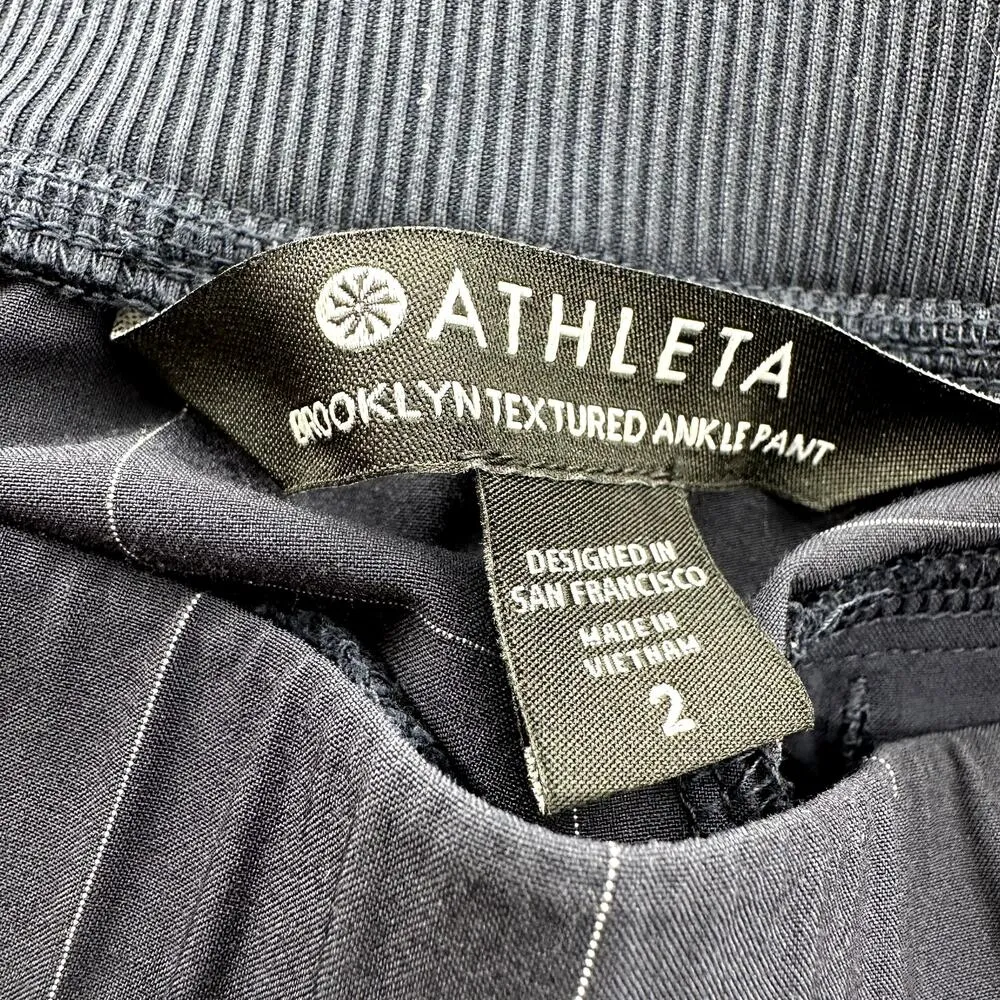 ATHLETA
BROOKLYN TEXTURED ANKLE PANT
DESIGNED IN
SAN FRANCISCO
MADE IN
VIETNAM
2